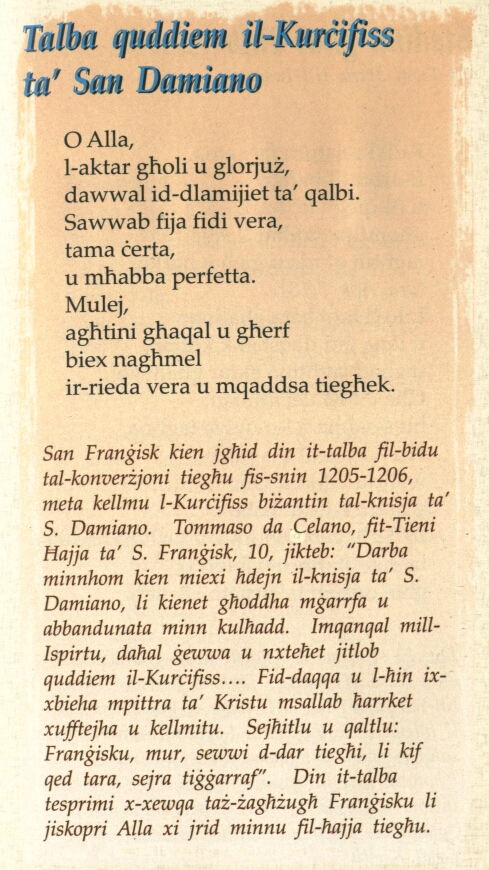 Talba quddiem il-Kurċifiss
ta’ San Damiano
O Alla,
l-aktar għoli u glorjuż,
dawwal id-dlamijiet ta’ qalbi.
Sawwab fija fidi vera,
tama ċerta,
u mħabba perfetta.
Mulej,
agħtini għaqal u għerf
biex nagħmel
ir-rieda vera u mqaddsa tiegħek.
San Franġisk kien jgħid din it-talba fil-bidu
tal-konverżjoni tiegħu fis-snin 1205-1206,
meta kellmu l-Kurċifiss biżantin tal-knisja ta’
S. Damiano. Tommaso da Celano, fit-Tieni
Ħajja ta’ S. Franġisk, 10, jikteb: “Darba
minnhom kien miexi ħdejn il-knisja ta’ S.
Damiano, li kienet għoddha mġarrfa u
abbandunata minn kulħadd. Imqanqal mill-
Ispirtu, daħal ġewwa u nxteħet jitlob
quddiem il-Kurċifiss.... Fid-daqqa u l-ħin ix-
xbieha mpittra ta’ Kristu msallab ħarrket
xufftejha u kellmitu. Sejħitlu u qaltlu:
Franġisku, mur, sewwi d-dar tiegħi, li kif
qed tara, sejra tiġġarraf”. Din it-talba
tesprimi x-xewqa taż-żagħżugħ Franġisku li
jiskopri Alla xi jrid minnu fil-ħajja tiegħu.